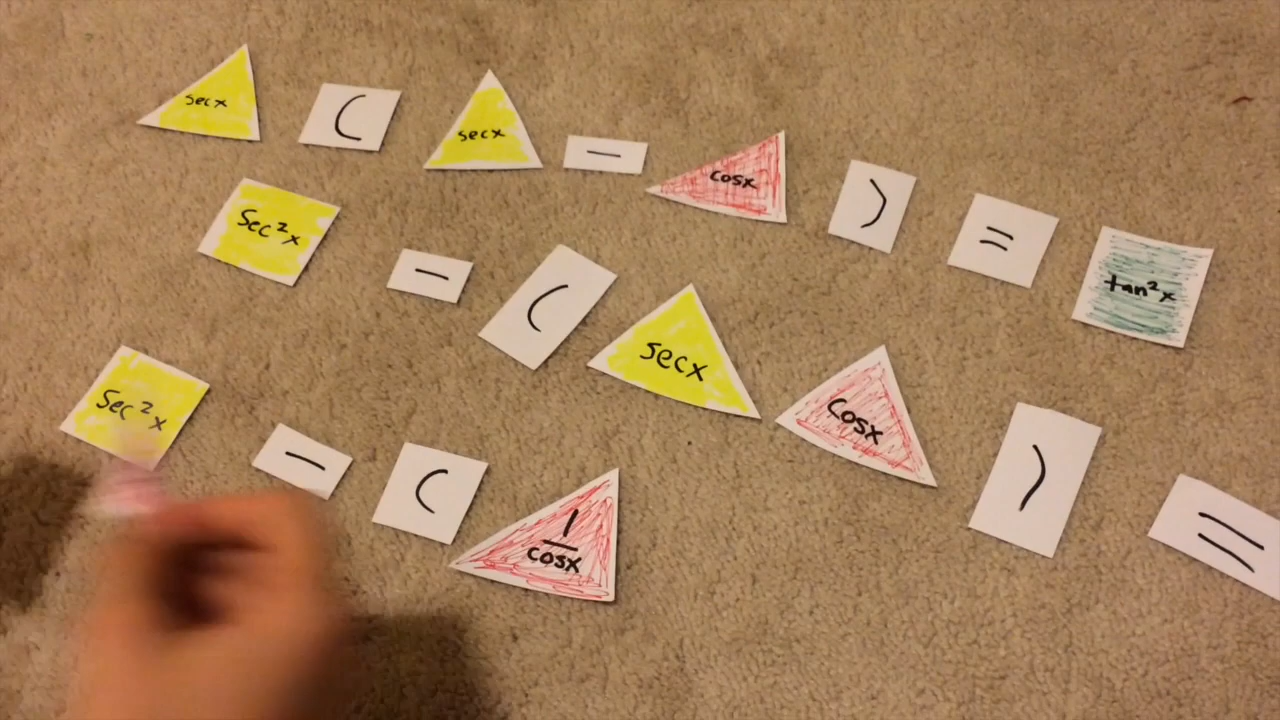 secx ( secx − cosx ) = tan²x
Sec²x − ( secx cosx ) =
Sec²x − ( 1/cosx